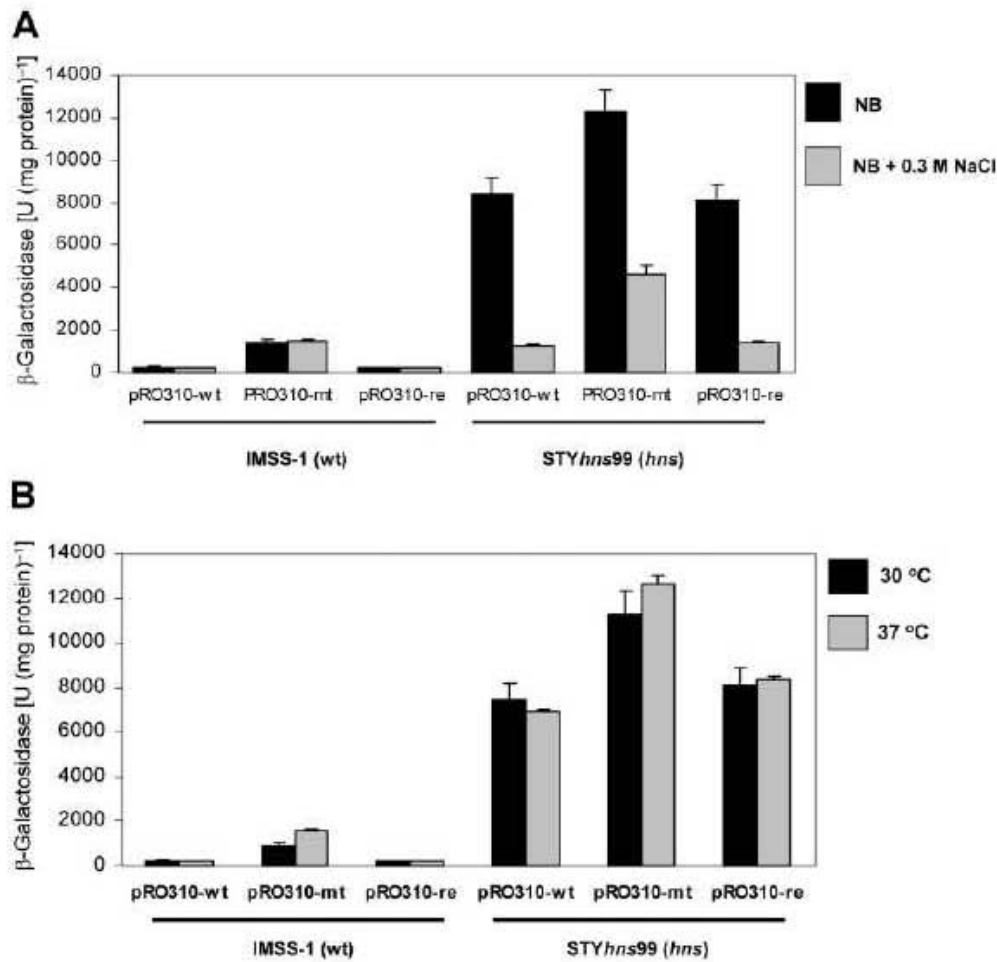 A
β-Galactosidase [U (mg protein)⁻¹]
14000
12000
10000
8000
6000
4000
2000
0
NB
NB + 0.3 M NaCl
pRO310-wt PRO310-mt pRO310-re pRO310-wt PRO310-mt pRO310-re
IMSS-1 (wt) STYhns99 (hns)
B
β-Galactosidase [U (mg protein)⁻¹]
14000
12000
10000
8000
6000
4000
2000
0
30 °C
37 °C
pRO310-wt pRO310-mt pRO310-re pRO310-wt pRO310-mt pRO310-re
IMSS-1 (wt) STYhns99 (hns)